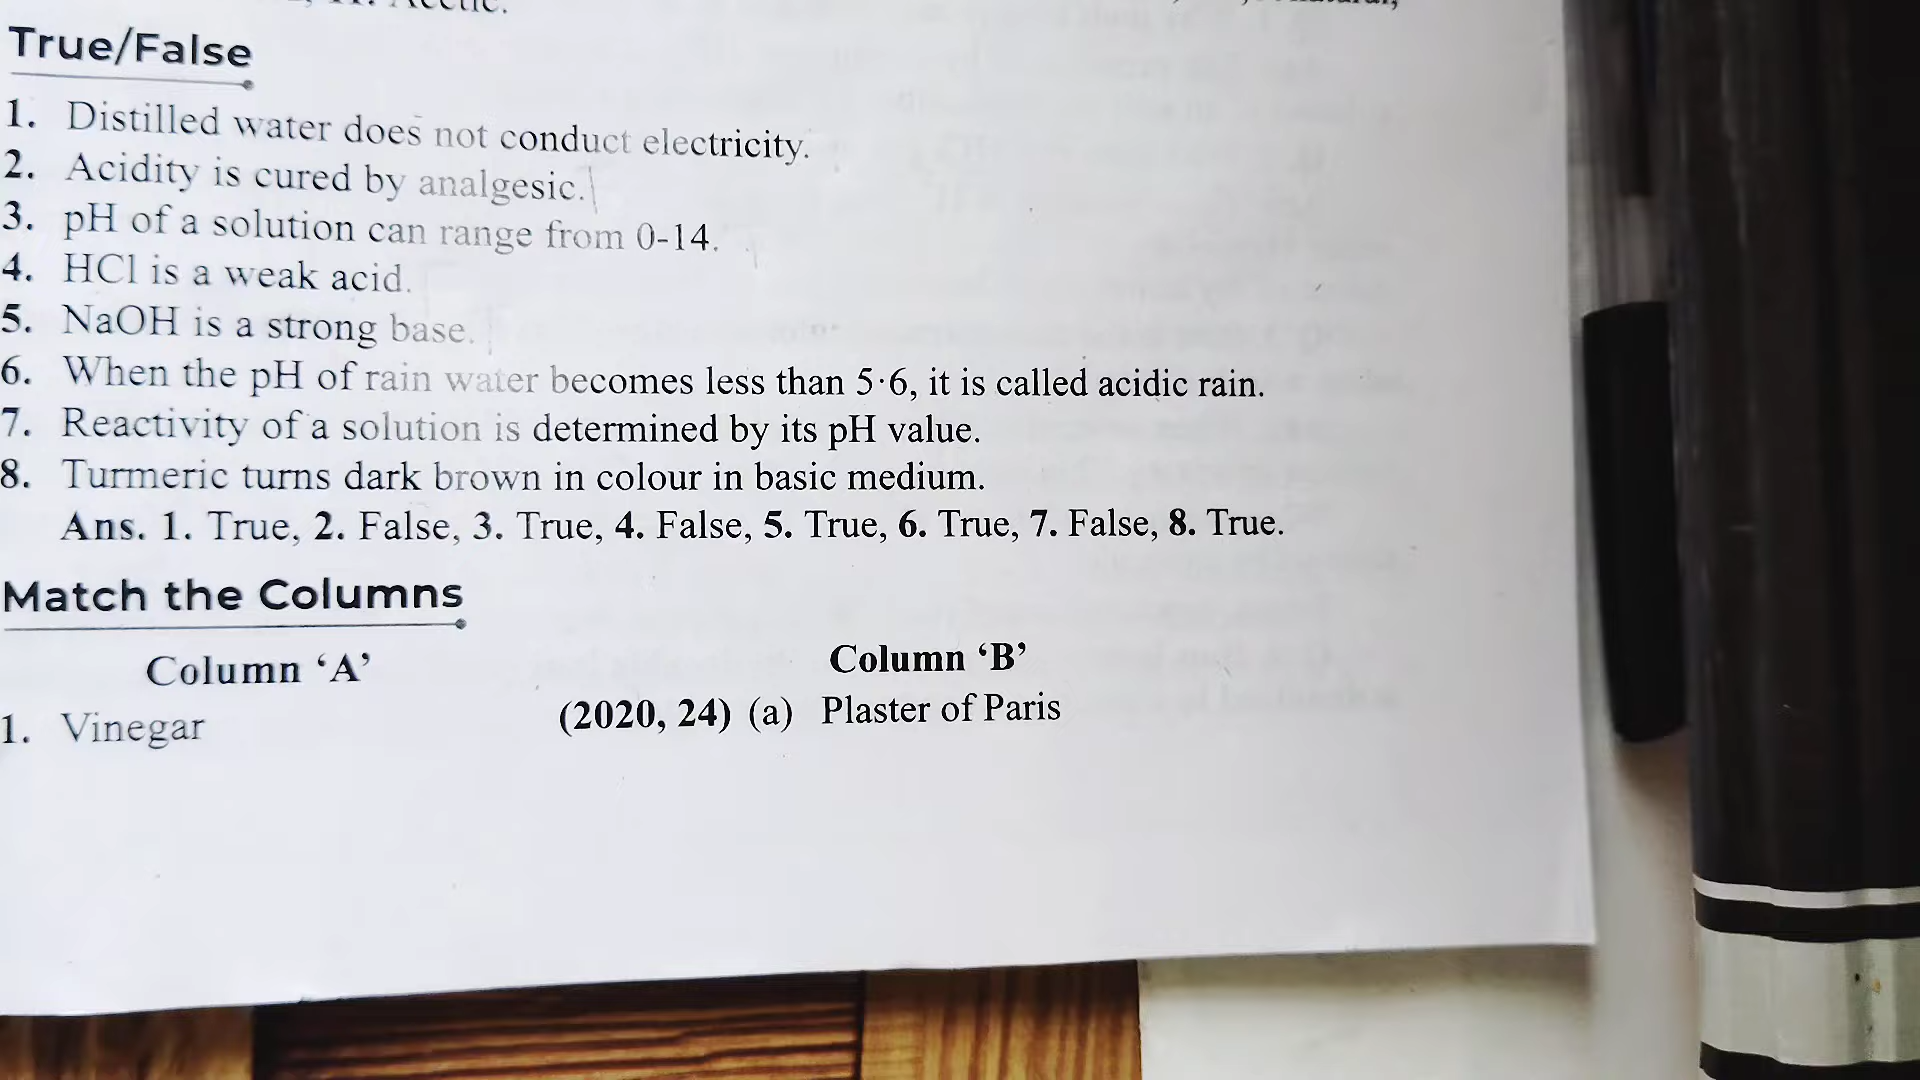 Acetic.
True/False
1. Distilled water does not conduct electricity.
2. Acidity is cured by analgesic.
3. pH of a solution can range from 0-14.
4. HCl is a weak acid.
5. NaOH is a strong base.
6. When the pH of rain water becomes less than 5·6, it is called acidic rain.
7. Reactivity of a solution is determined by its pH value.
8. Turmeric turns dark brown in colour in basic medium.
Ans. 1. True, 2. False, 3. True, 4. False, 5. True, 6. True, 7. False, 8. True.
Match the Columns
Column ‘A’ Column ‘B’
1. Vinegar (2020, 24) (a) Plaster of Paris